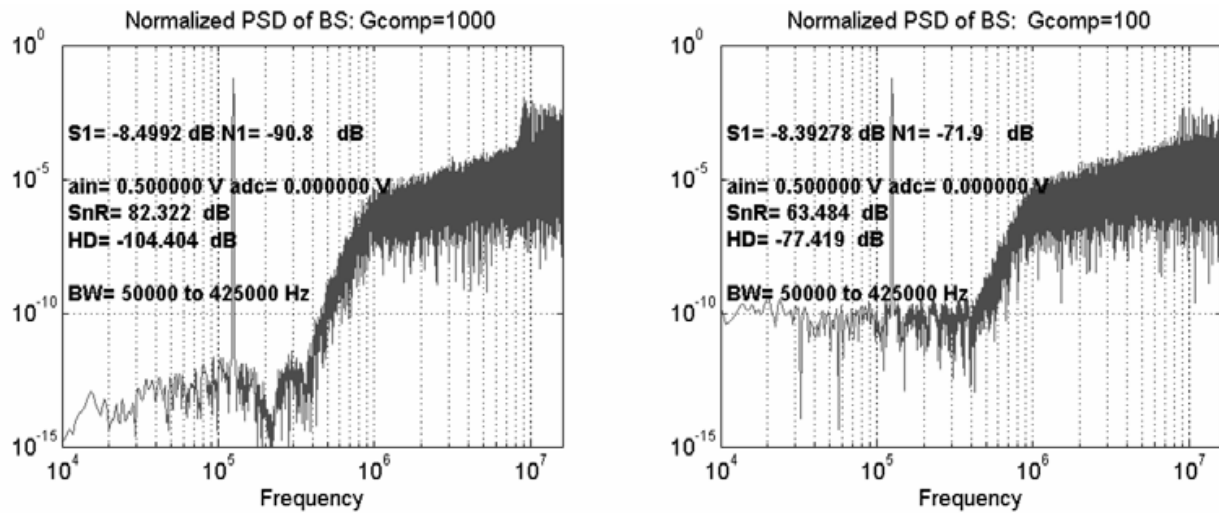 Normalized PSD of BS: Gcomp=1000
10^0
S1= -8.4992 dB N1= -90.8 dB
10^-5
ain= 0.500000 V adc= 0.000000 V
SnR= 82.322 dB
HD= -104.404 dB
BW= 50000 to 425000 Hz
10^-10
10^-15
10^4
10^5
10^6
10^7
Frequency
Normalized PSD of BS: Gcomp=100
10^0
S1= -8.39278 dB N1= -71.9 dB
10^-5
ain= 0.500000 V adc= 0.000000 V
SnR= 63.484 dB
HD= -77.419 dB
BW= 50000 to 425000 Hz
10^-10
10^-15
10^4
10^5
10^6
10^7
Frequency